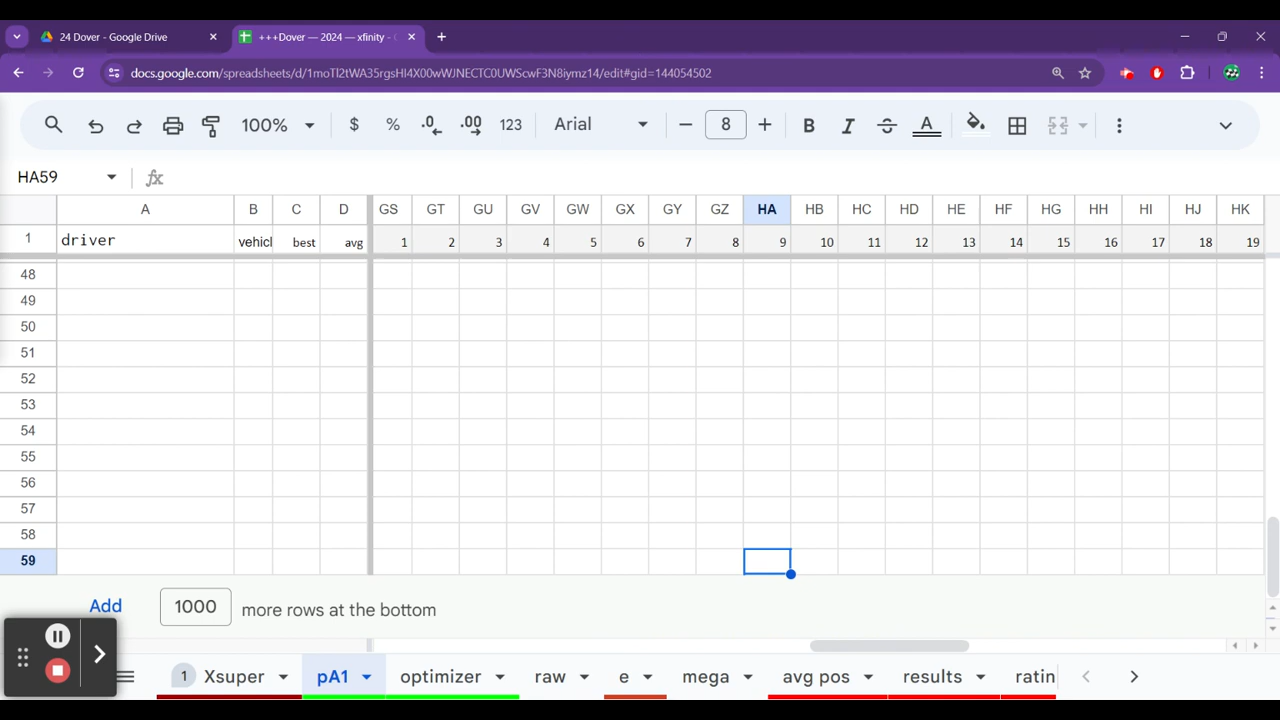 24 Dover - Google Drive
+++Dover — 2024 — xfinity -
docs.google.com/spreadsheets/d/1moTl2tWA35rgsHI4X00wWJNECTC0UWScwF3N8iymz14/edit#gid=144054502
100% $ % .0 .00 123 Arial 8 B I S A
HA59 fx
A B C D GS GT GU GV GW GX GY GZ HA HB HC HD HE HF HG HH HI HJ HK
1 driver vehicl best avg 1 2 3 4 5 6 7 8 9 10 11 12 13 14 15 16 17 18 19
48
49
50
51
52
53
54
55
56
57
58
59
Add 1000 more rows at the bottom
1 Xsuper pA1 optimizer raw e mega avg pos results ratin